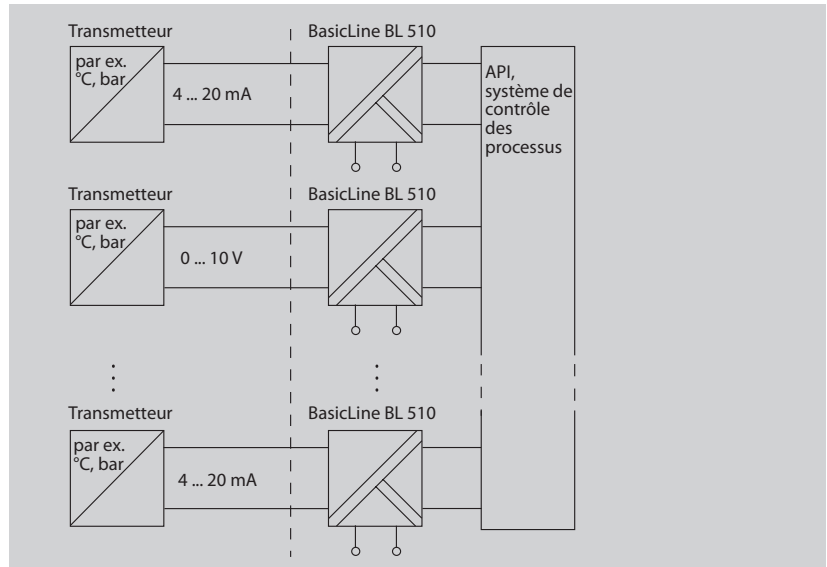 Transmetteur
BasicLine BL 510
par ex.
°C, bar
4 ... 20 mA
API,
système de
contrôle
des
processus
Transmetteur
BasicLine BL 510
par ex.
°C, bar
0 ... 10 V
Transmetteur
BasicLine BL 510
par ex.
°C, bar
4 ... 20 mA